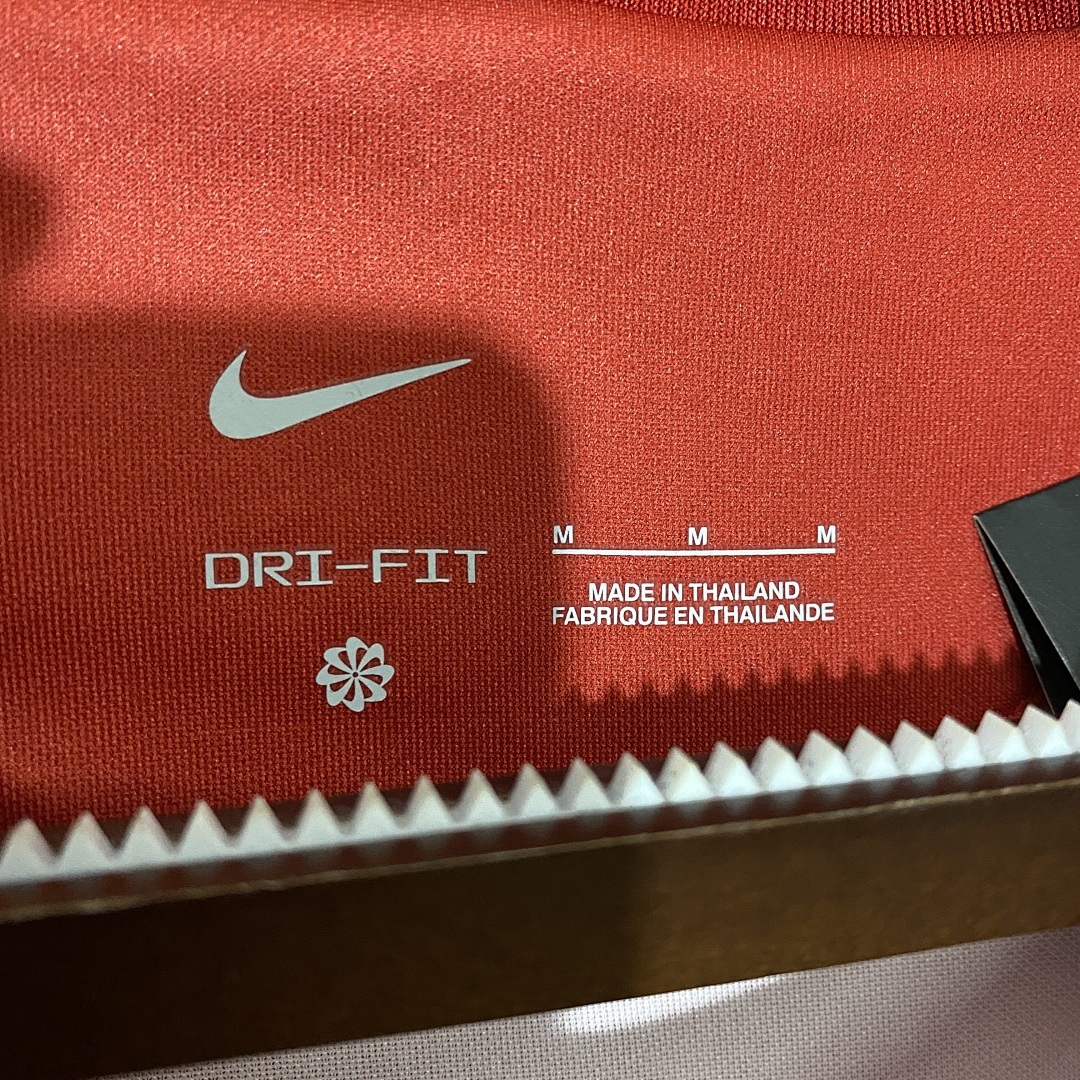 DRI-FIT
M M M
MADE IN THAILAND
FABRIQUE EN THAILANDE